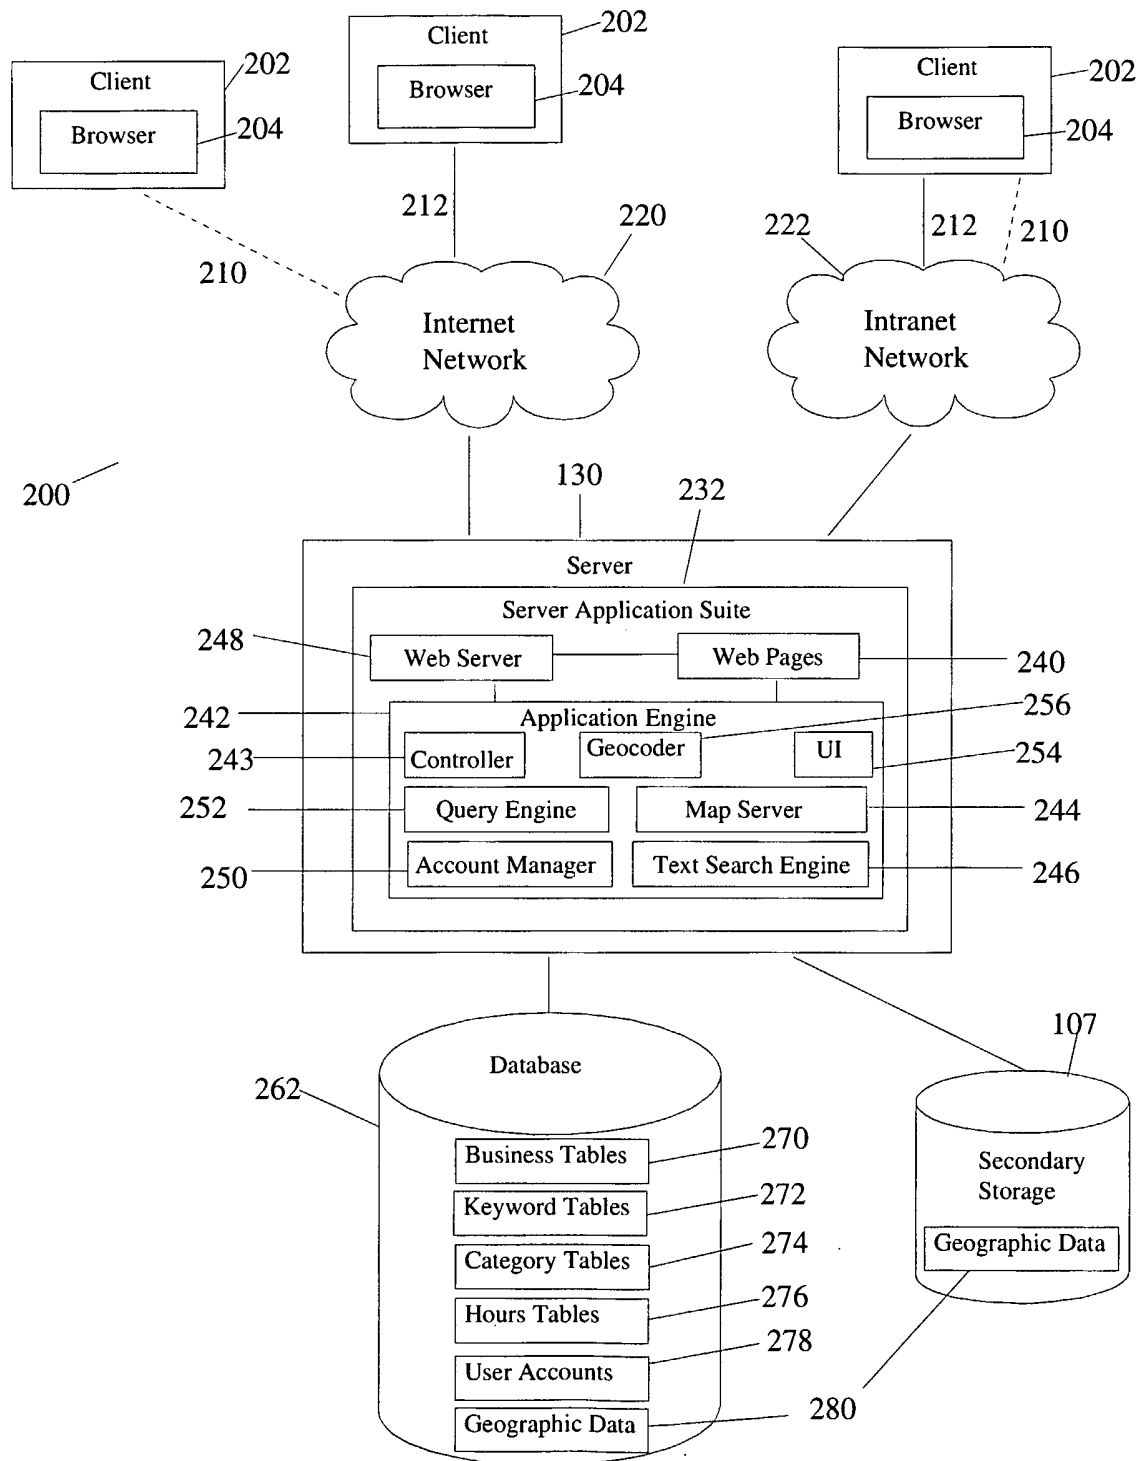 Client
202
Browser
204
Client
202
Browser
204
Client
202
Browser
204
210
212
220
222
212
210
Internet
Network
Intranet
Network
200
130
232
Server
Server Application Suite
248
Web Server
Web Pages
240
242
Application Engine
256
243
Controller
Geocoder
UI
254
252
Query Engine
Map Server
244
250
Account Manager
Text Search Engine
246
107
262
Database
Business Tables
270
Keyword Tables
272
Category Tables
274
Hours Tables
276
User Accounts
278
Geographic Data
280
Secondary
Storage
Geographic Data